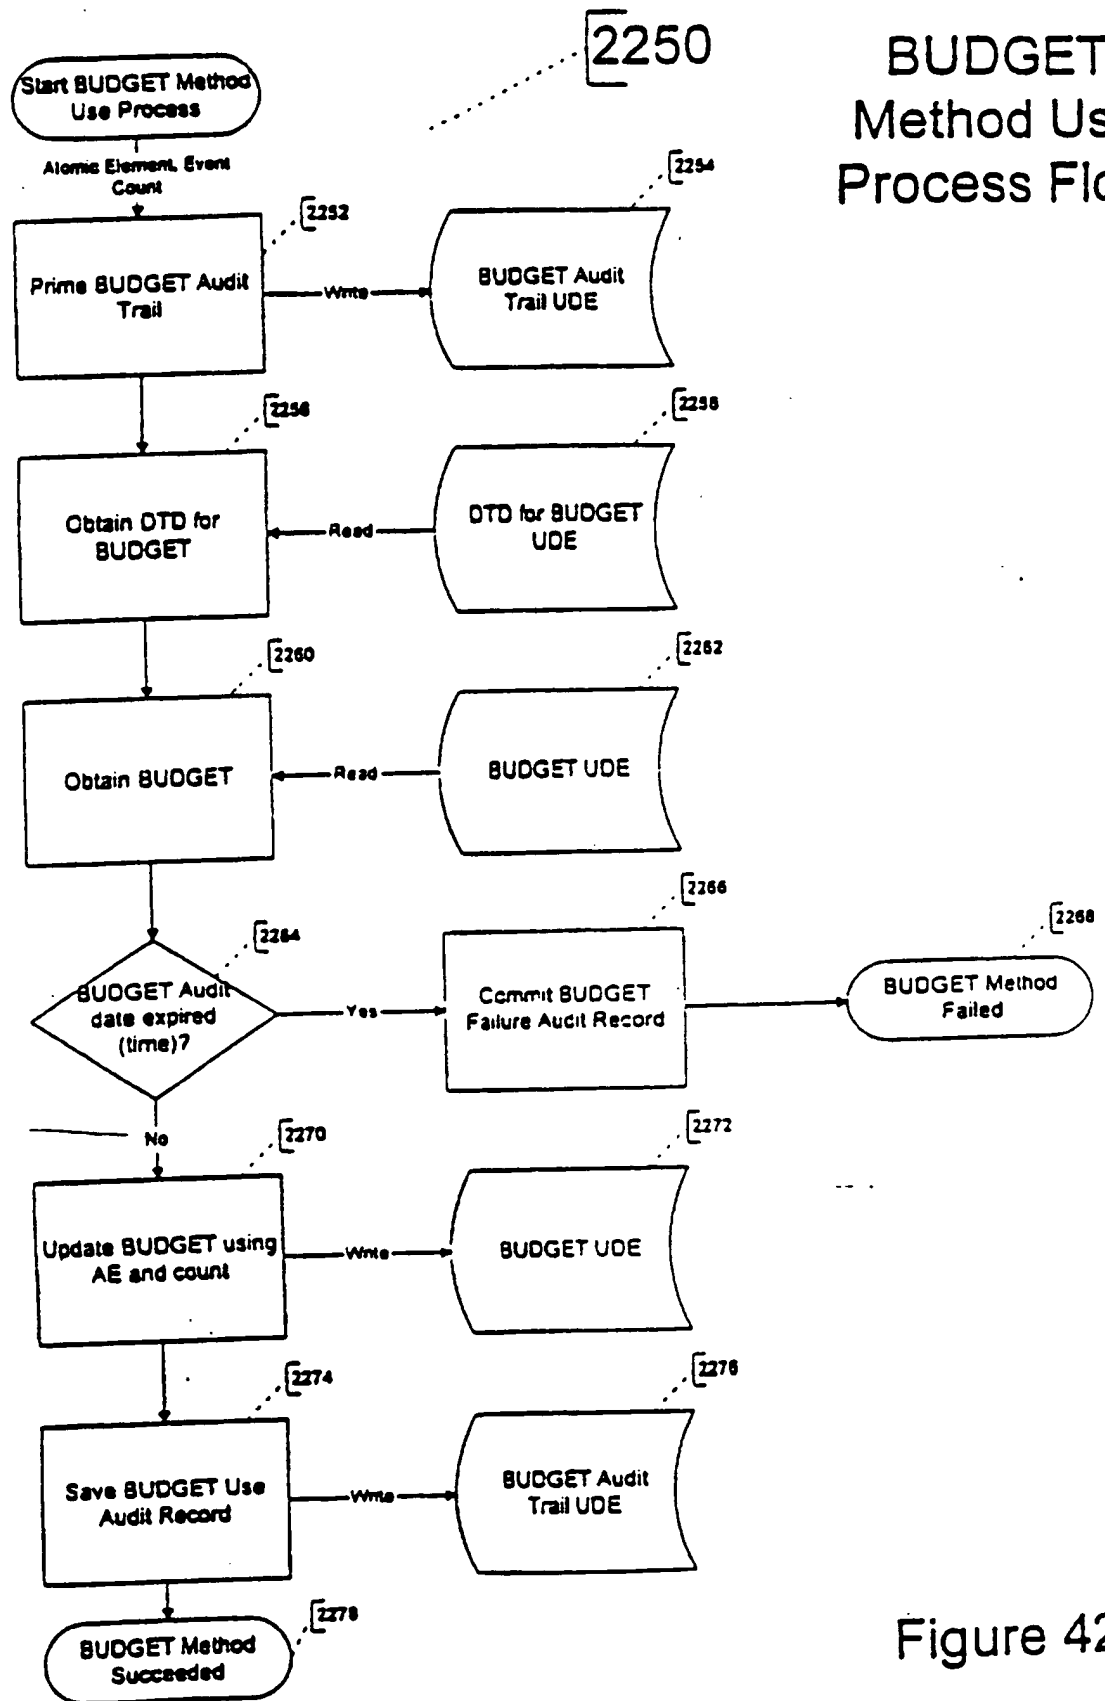 2250
BUDGET
Method Us
Process Flo
Start BUDGET Method
Use Process
Atomic Element, Event
Count
2252
Prime BUDGET Audit
Trail
Write
2254
BUDGET Audit
Trail UDE
2256
Obtain DTD for
BUDGET
Read
2258
DTD for BUDGET
UDE
2260
Obtain BUDGET
Read
2262
BUDGET UDE
2264
BUDGET Audit
date expired
(time)?
Yes
2266
Commit BUDGET
Failure Audit Record
2268
BUDGET Method
Failed
No
2270
Update BUDGET using
AE and count
Write
2272
BUDGET UDE
2274
Save BUDGET Use
Audit Record
Write
2276
BUDGET Audit
Trail UDE
2278
BUDGET Method
Succeeded
Figure 42